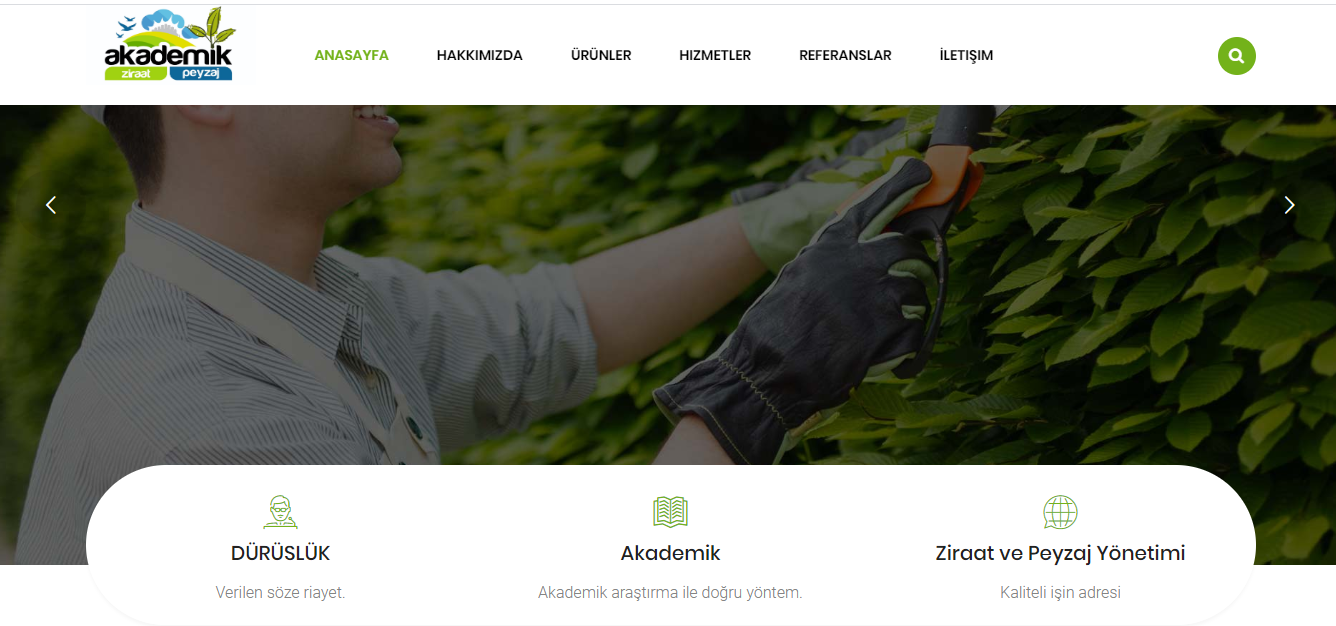 akademik
ziraat peyzaj
ANASAYFA HAKKIMIZDA ÜRÜNLER HIZMETLER REFERANSLAR İLETIŞIM
DÜRÜSLÜK Akademik Ziraat ve Peyzaj Yönetimi
Verilen söze riayet. Akademik araştırma ile doğru yöntem. Kaliteli işin adresi